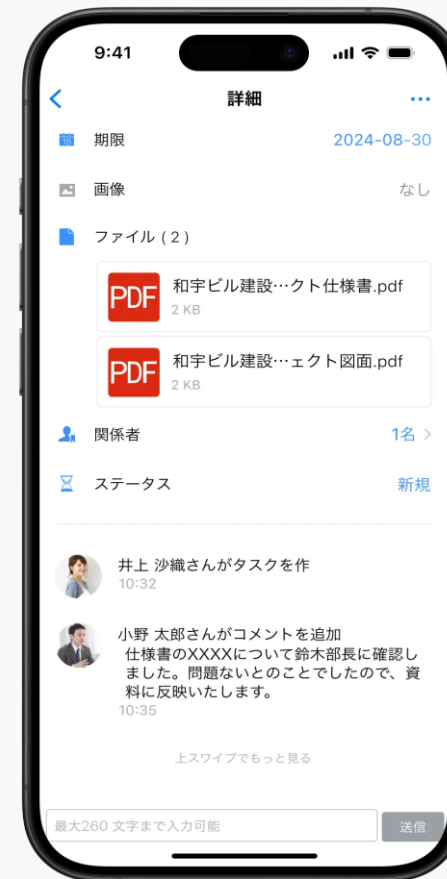 9:41
詳細
期限
2024-08-30
画像
なし
ファイル ( 2 )
PDF
和宇ビル建設…クト仕様書.pdf
2 KB
PDF
和宇ビル建設…ェクト図面.pdf
2 KB
関係者
1名
ステータス
新規
井上 沙織さんがタスクを作
10:32
小野 太郎さんがコメントを追加
仕様書のXXXXについて鈴木部長に確認し
ました。問題ないとのことでしたので、資
料に反映いたします。
10:35
上スワイプでもっと見る
最大260 文字まで入力可能
送信